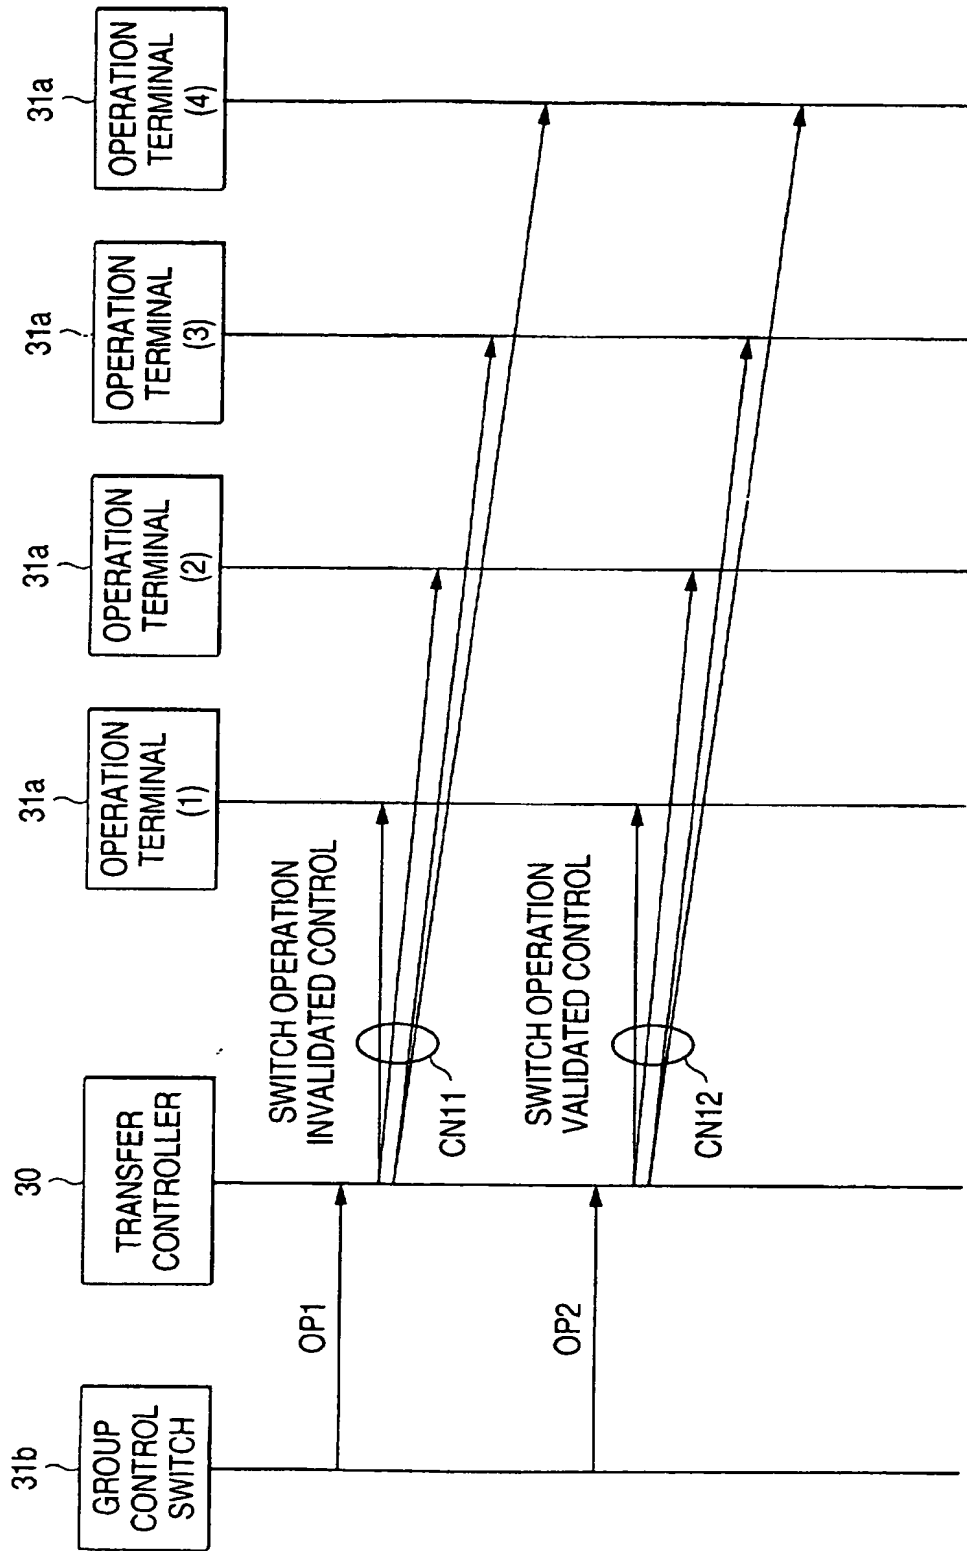 31b
GROUP
CONTROL
SWITCH
30
TRANSFER
CONTROLLER
31a
OPERATION
TERMINAL
(1)
31a
OPERATION
TERMINAL
(2)
31a
OPERATION
TERMINAL
(3)
31a
OPERATION
TERMINAL
(4)
OP1
SWITCH OPERATION
INVALIDATED CONTROL
CN11
OP2
SWITCH OPERATION
VALIDATED CONTROL
CN12